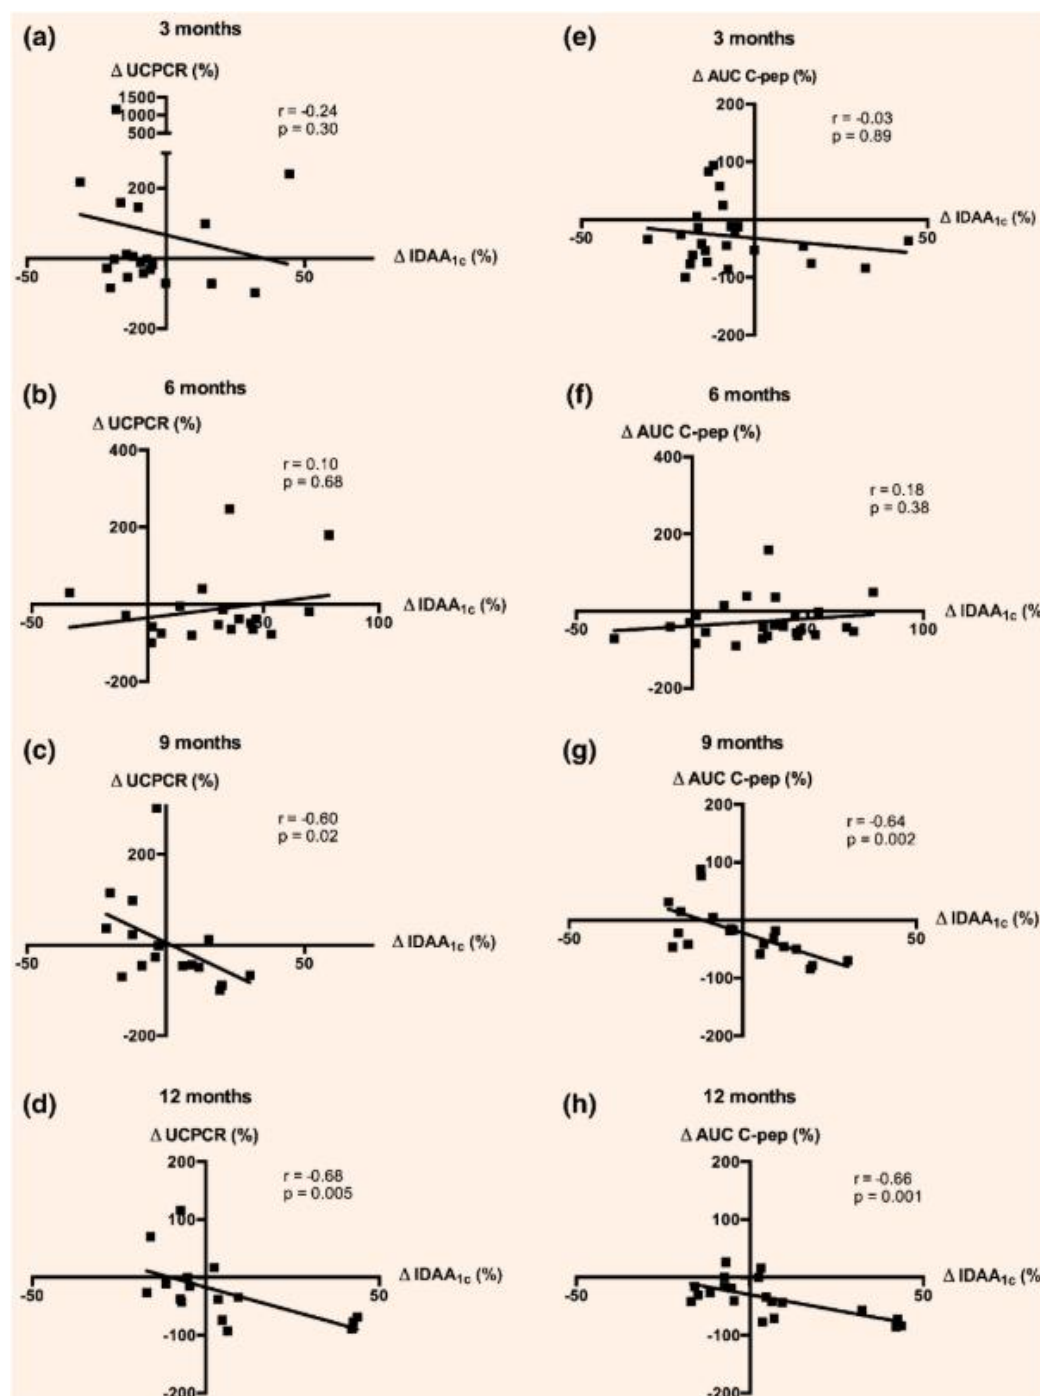 (a)
3 months
Δ UCPCR (%)
1500
1000
500
r = -0.24
p = 0.30
200
Δ IDAA1c (%)
-50
50
-200
(e)
3 months
Δ AUC C-pep (%)
200
r = -0.03
p = 0.89
100
Δ IDAA1c (%)
-50
50
-100
-200
(b)
6 months
Δ UCPCR (%)
400
r = 0.10
p = 0.68
200
Δ IDAA1c (%)
-50
50
100
-200
(f)
6 months
Δ AUC C-pep (%)
400
r = 0.18
p = 0.38
200
Δ IDAA1c (%
-50
50
100
-200
(c)
9 months
Δ UCPCR (%)
r = -0.60
p = 0.02
200
Δ IDAA1c (%)
-50
50
-200
(g)
9 months
Δ AUC C-pep (%)
200
r = -0.64
p = 0.002
100
Δ IDAA1c (%)
-50
50
-100
-200
(d)
12 months
Δ UCPCR (%)
200
r = -0.68
p = 0.005
100
Δ IDAA1c (%)
-50
50
-100
-200
(h)
12 months
Δ AUC C-pep (%)
200
r = -0.66
p = 0.001
100
Δ IDAA1c (%
-50
50
-100
-200